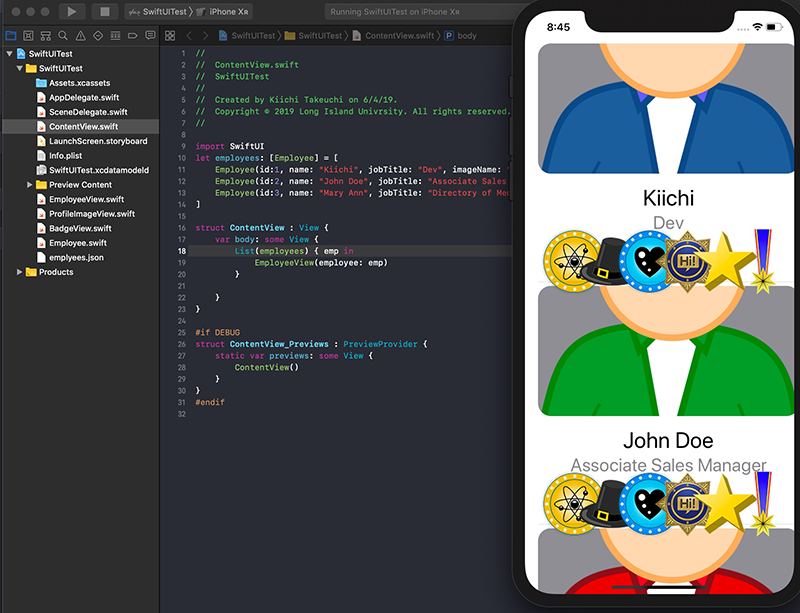 SwiftUITest 〉 iPhone Xʀ
Running SwiftUITest on iPhone Xʀ
SwiftUITest 〉 SwiftUITest 〉 ContentView.swift 〉 P body
SwiftUITest
SwiftUITest
Assets.xcassets
AppDelegate.swift
SceneDelegate.swift
ContentView.swift
LaunchScreen.storyboard
Info.plist
SwiftUITest.xcdatamodeld
Preview Content
EmployeeView.swift
ProfileImageView.swift
BadgeView.swift
Employee.swift
emplyees.json
Products
1 //
2 // ContentView.swift
3 // SwiftUITest
4 //
5 // Created by Kiichi Takeuchi on 6/4/19.
6 // Copyright © 2019 Long Island Univrsity. All rights reserved.
7 //
8
9 import SwiftUI
10 let employees: [Employee] = [
11 Employee(id:1, name: "Kiichi", jobTitle: "Dev", imageName: "
12 Employee(id:2, name: "John Doe", jobTitle: "Associate Sales
13 Employee(id:3, name: "Mary Ann", jobTitle: "Director of Me
14 ]
15
16 struct ContentView : View {
17 var body: some View {
18 List(employees) { emp in
19 EmployeeView(employee: emp)
20 }
21
22 }
23 }
24
25 #if DEBUG
26 struct ContentView_Previews : PreviewProvider {
27 static var previews: some View {
28 ContentView()
29 }
30 }
31 #endif
32
8:45
Kiichi
Dev
Hi!
John Doe
Associate Sales Manager
Hi!